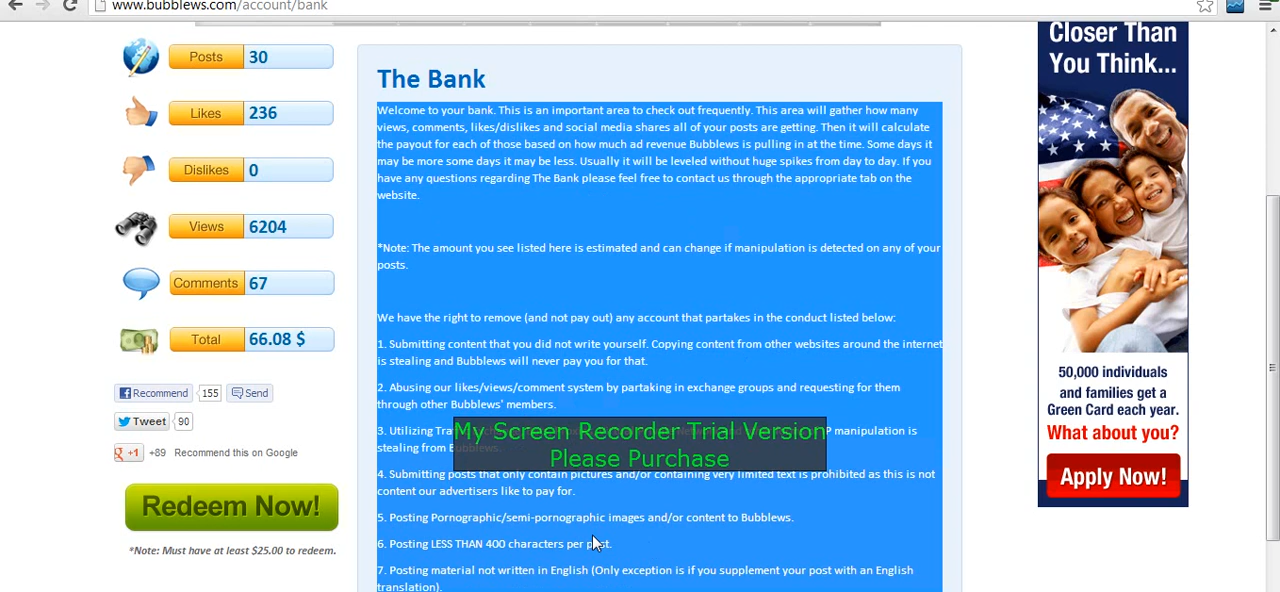 www.bubblews.com/account/bank
Posts 30
Likes 236
Dislikes 0
Views 6204
Comments 67
Total 66.08 $
Recommend 155 Send
Tweet 90
+1 +89 Recommend this on Google
Redeem Now!
*Note: Must have at least $25.00 to redeem.
The Bank
Welcome to your bank. This is an important area to check out frequently. This area will gather how many
views, comments, likes/dislikes and social media shares all of your posts are getting. Then it will calculate
the payout for each of those based on how much ad revenue Bubblews is pulling in at the time. Some days it
may be more some days it may be less. Usually it will be leveled without huge spikes from day to day. If you
have any questions regarding The Bank please feel free to contact us through the appropriate tab on the
website.
*Note: The amount you see listed here is estimated and can change if manipulation is detected on any of your
posts.
We have the right to remove (and not pay out) any account that partakes in the conduct listed below:
1. Submitting content that you did not write yourself. Copying content from other websites around the internet
is stealing and Bubblews will never pay you for that.
2. Abusing our likes/views/comment system by partaking in exchange groups and requesting for them
through other Bubblews' members.
3. Utilizing manipulation is
stealing from
My Screen Recorder Trial Version
Please Purchase
4. Submitting posts that only contain pictures and/or containing very limited text is prohibited as this is not
content our advertisers like to pay for.
5. Posting Pornographic/semi-pornographic images and/or content to Bubblews.
6. Posting LESS THAN 400 characters per post.
7. Posting material not written in English (Only exception is if you supplement your post with an English
translation).
Closer Than
You Think...
50,000 individuals
and families get a
Green Card each year.
What about you?
Apply Now!